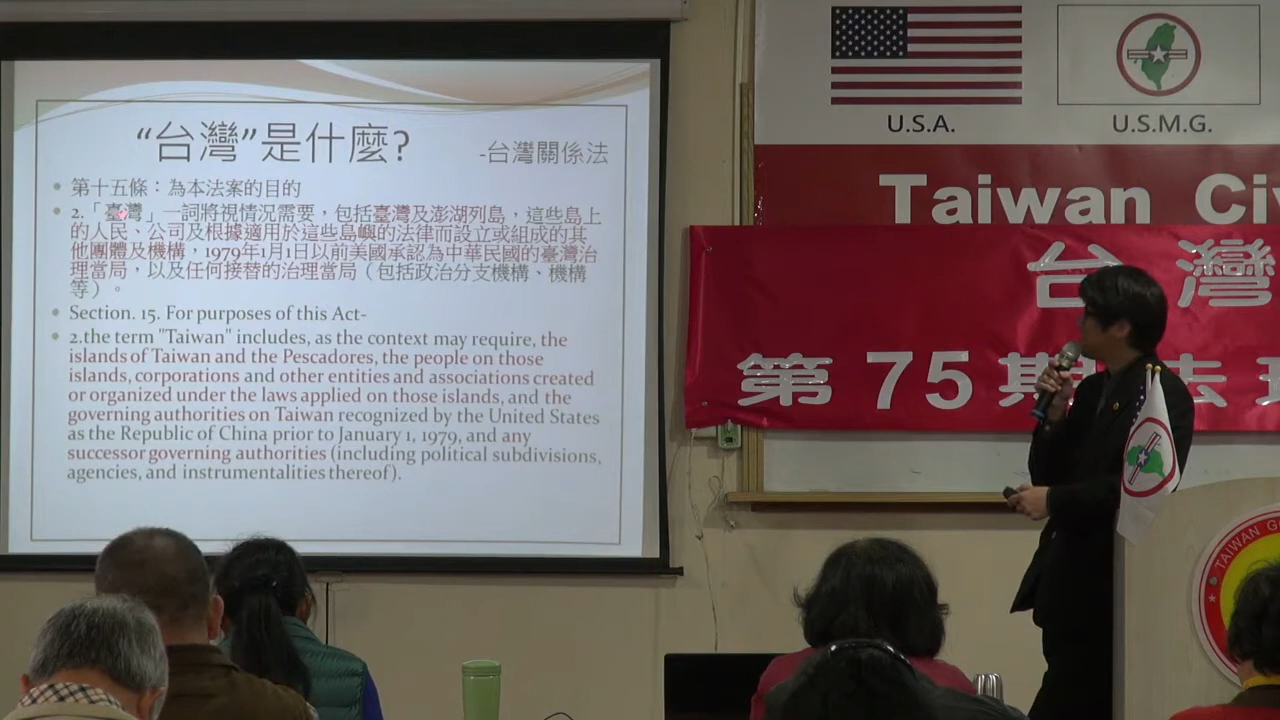 “台灣”是什麼?
-台灣關係法
第十五條：為本法案的目的
2.「臺灣」一詞將視情況需要，包括臺灣及澎湖列島，這些島上
的人民、公司及根據適用於這些島嶼的法律而設立或組成的其
他團體及機構，1979年1月1日以前美國承認為中華民國的臺灣治
理當局，以及任何接替的治理當局（包括政治分支機構、機構
等）。
Section. 15. For purposes of this Act-
2.the term "Taiwan" includes, as the context may require, the
islands of Taiwan and the Pescadores, the people on those
islands, corporations and other entities and associations created
or organized under the laws applied on those islands, and the
governing authorities on Taiwan recognized by the United States
as the Republic of China prior to January 1, 1979, and any
successor governing authorities (including political subdivisions,
agencies, and instrumentalities thereof).
U.S.A.
U.S.M.G.
Taiwan Ci
台灣
第75期法
TAIWAN G